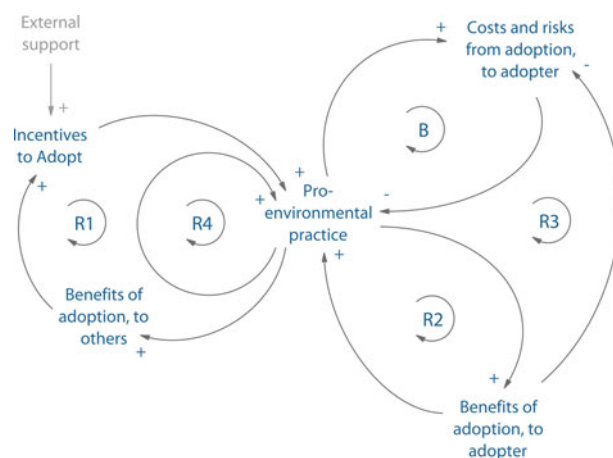 External
support
+
Incentives
to Adopt
+
R1
R4
Benefits of
adoption, to
others
+
+
+
Pro-
environmental
practice
-
+
+
Costs and risks
from adoption,
to adopter
-
B
R3
R2
+
Benefits of
adoption, to
adopter